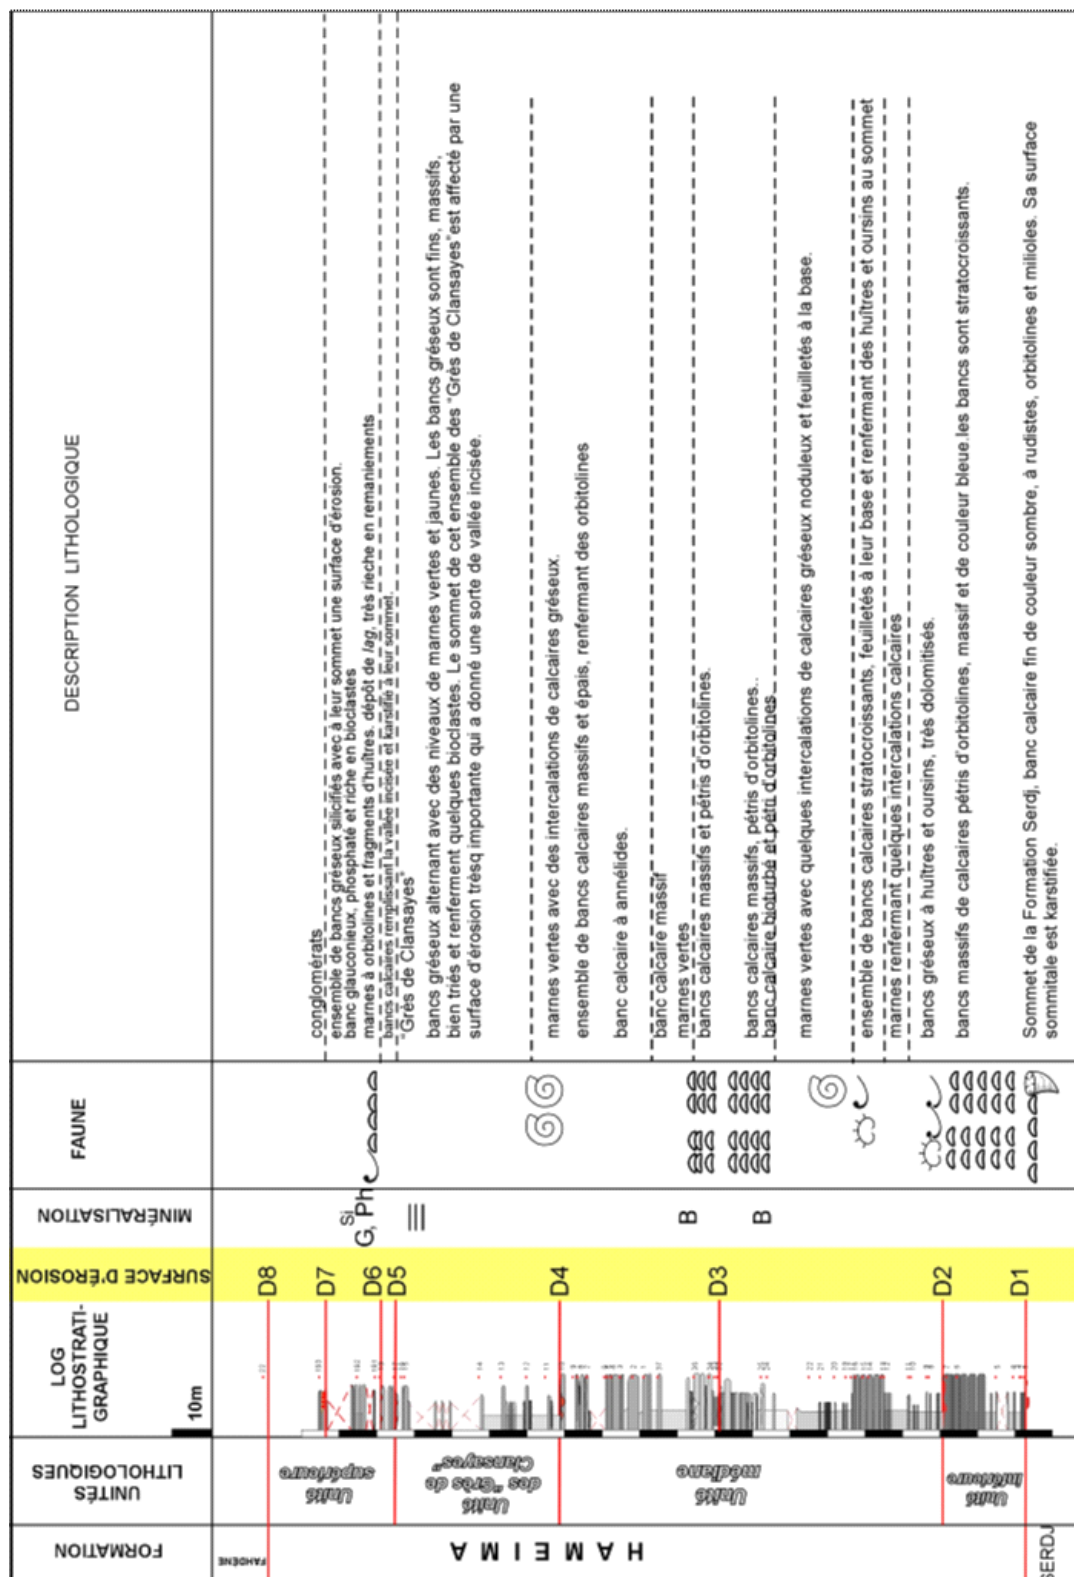 FORMATION
UNITÉS
LITHOLOGIQUES
LOG
LITHOSTRATI-
GRAPHIQUE
SURFACE D'ÉROSION
MINÉRALISATION
FAUNE
DESCRIPTION LITHOLOGIQUE
10m
FAHDÈNE
HAMEIMA
SERDJ
Unité
supérieure
Unité
des "Grès de
Clansayes"
Unité
médiane
Unité
inférieure
D8
D7
D6
D5
D4
D3
D2
D1
Si
G, Ph
B
B
conglomérats
ensemble de bancs gréseux silicifiés avec à leur sommet une surface d'érosion.
banc glauconieux, phosphaté et riche en bioclastes
marnes à orbitolines et fragments d'huîtres. dépôt de lag, très rieche en remaniements
bancs calcaires remplissant la vallée incisée et karstifié à leur sommet.
"Grès de Clansayes"
bancs gréseux alternant avec des niveaux de marnes vertes et jaunes. Les bancs gréseux sont fins, massifs,
bien triés et renferment quelques bioclastes. Le sommet de cet ensemble des "Grès de Clansayes"est affecté par une
surface d'érosion trèsq importante qui a donné une sorte de vallée incisée.
marnes vertes avec des intercalations de calcaires gréseux.
ensemble de bancs calcaires massifs et épais, renfermant des orbitolines
banc calcaire à annélides.
banc calcaire massif
marnes vertes
bancs calcaires massifs et pétris d'orbitolines.
bancs calcaires massifs, pétris d'orbitolines..
banc calcaire bioturbé et pétri d'orbitolines
marnes vertes avec quelques intercalations de calcaires gréseux noduleux et feuilletés à la base.
ensemble de bancs calcaires stratocroissants, feuilletés à leur base et renfermant des huîtres et oursins au sommet
marnes renfermant quelques intercalations calcaires
bancs gréseux à huîtres et oursins, très dolomitisés.
bancs massifs de calcaires pétris d'orbitolines, massif et de couleur bleue.les bancs sont stratocroissants.
Sommet de la Formation Serdj, banc calcaire fin de couleur sombre, à rudistes, orbitolines et milioles. Sa surface
sommitale est karstifiée.